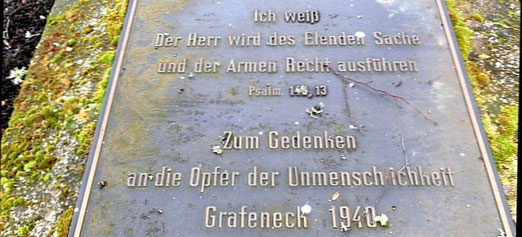 Ich weiß
Der Herr wird des Elenden Sache
und der Armen Recht ausführen
Psalm. 140, 13
Zum Gedenken
an die Opfer der Unmenschlichkeit
Grafeneck · 1940